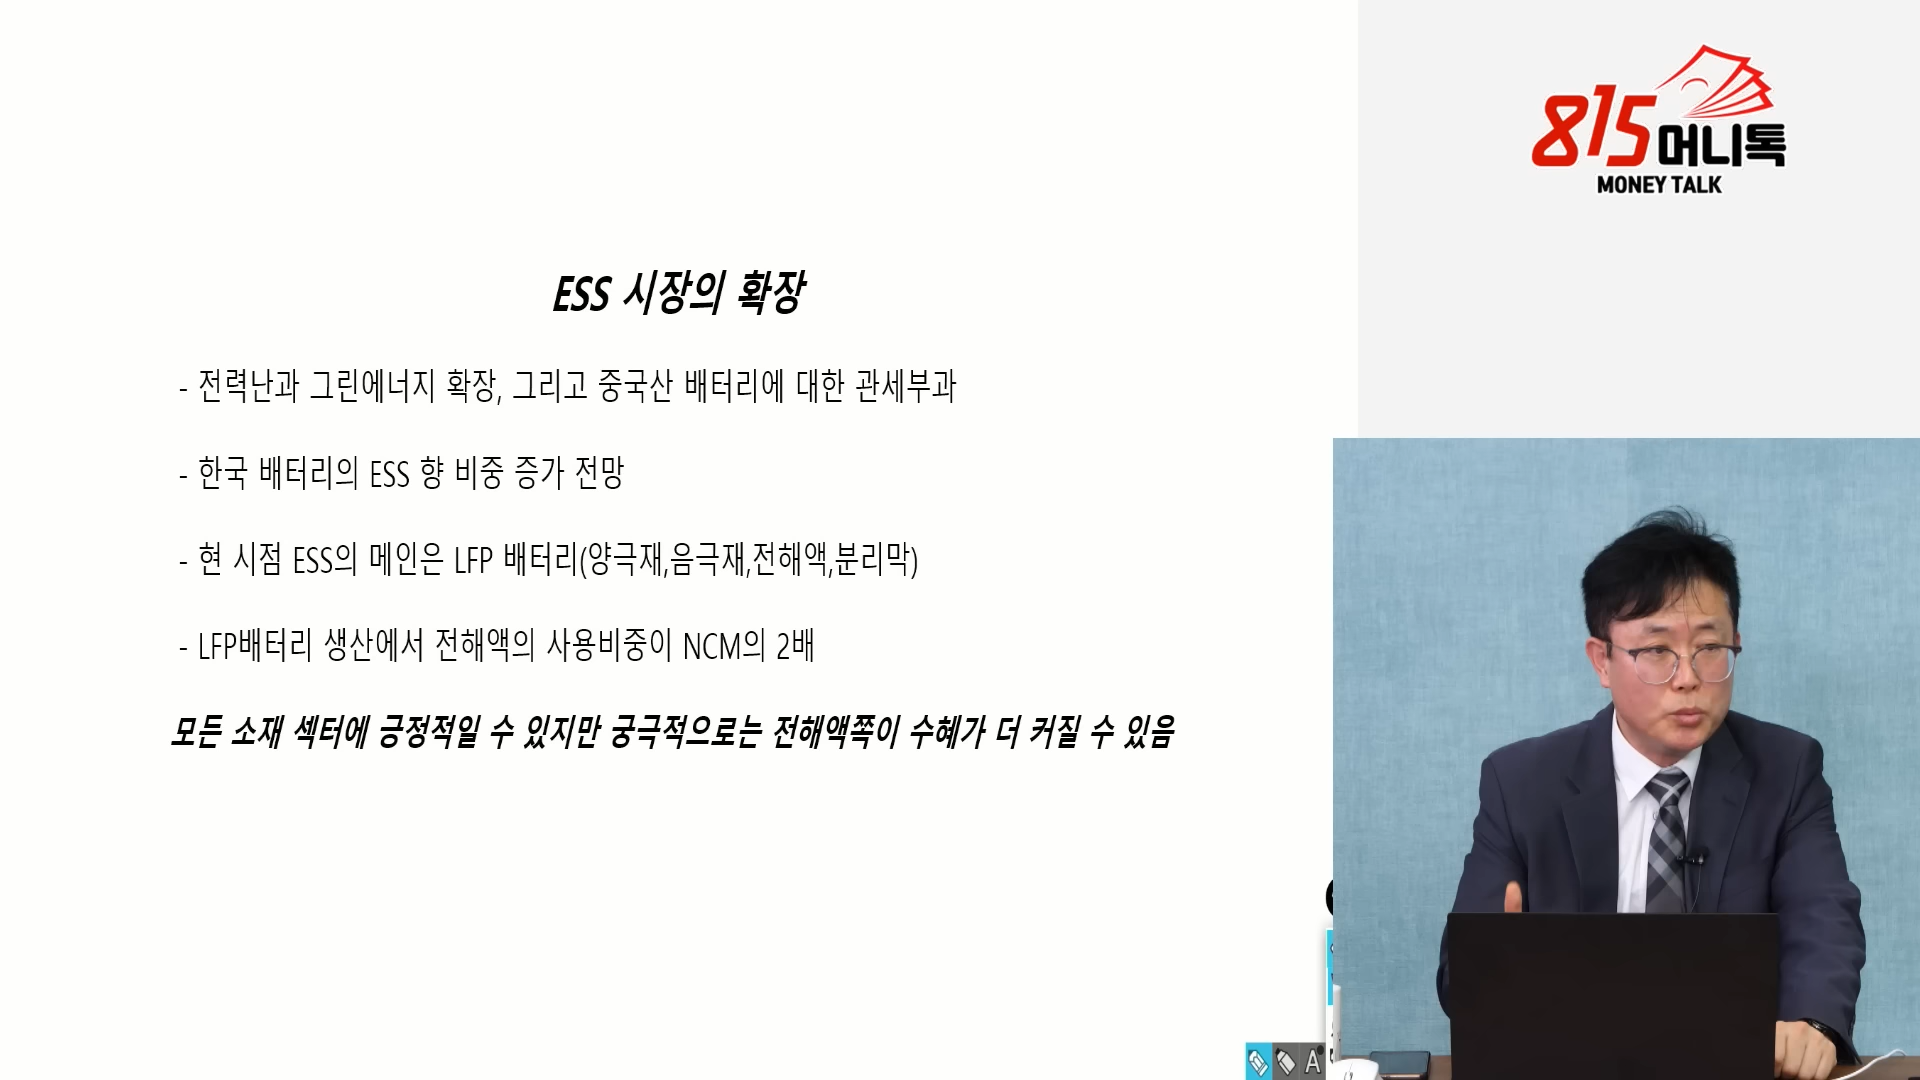 815머니톡
MONEY TALK
ESS 시장의 확장
- 전력난과 그린에너지 확장, 그리고 중국산 배터리에 대한 관세부과
- 한국 배터리의 ESS 향 비중 증가 전망
- 현 시점 ESS의 메인은 LFP 배터리(양극재,음극재,전해액,분리막)
- LFP배터리 생산에서 전해액의 사용비중이 NCM의 2배
모든 소재 섹터에 긍정적일 수 있지만 궁극적으로는 전해액쪽이 수혜가 더 커질 수 있음
A